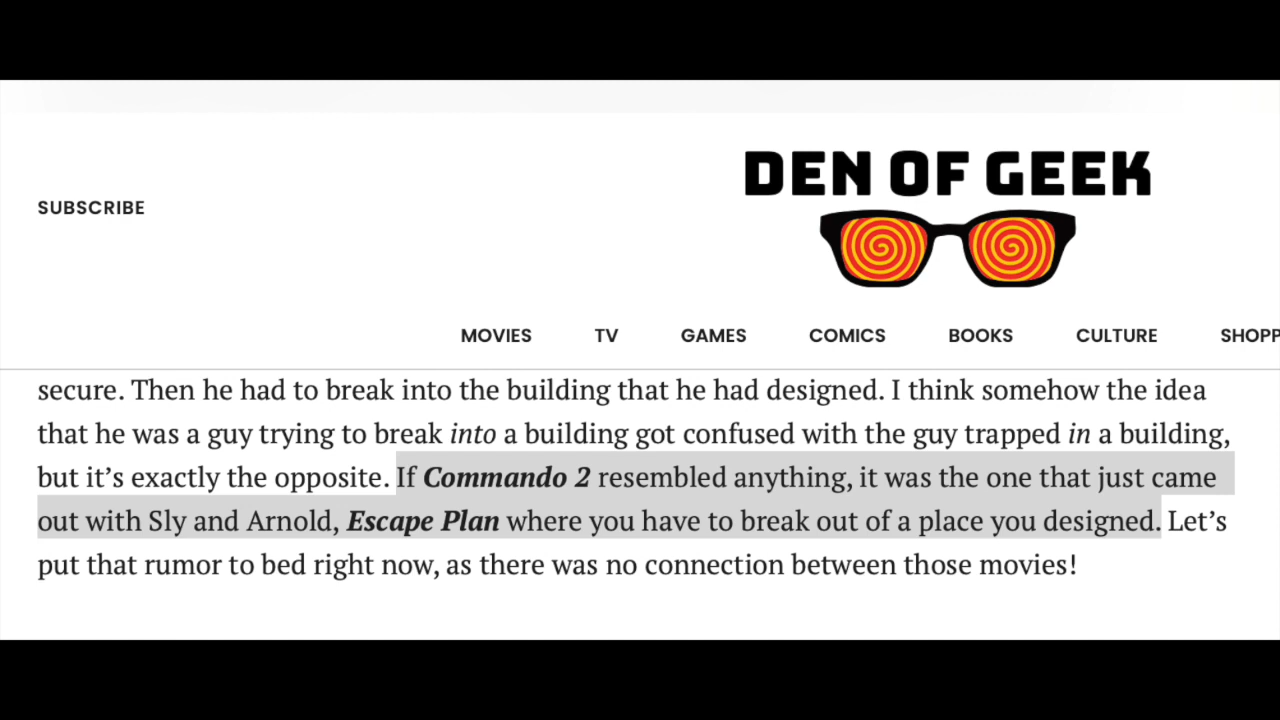 DEN OF GEEK
SUBSCRIBE
MOVIES TV GAMES COMICS BOOKS CULTURE SHOPP
secure. Then he had to break into the building that he had designed. I think somehow the idea
that he was a guy trying to break into a building got confused with the guy trapped in a building,
but it’s exactly the opposite. If Commando 2 resembled anything, it was the one that just came
out with Sly and Arnold, Escape Plan where you have to break out of a place you designed. Let’s
put that rumor to bed right now, as there was no connection between those movies!